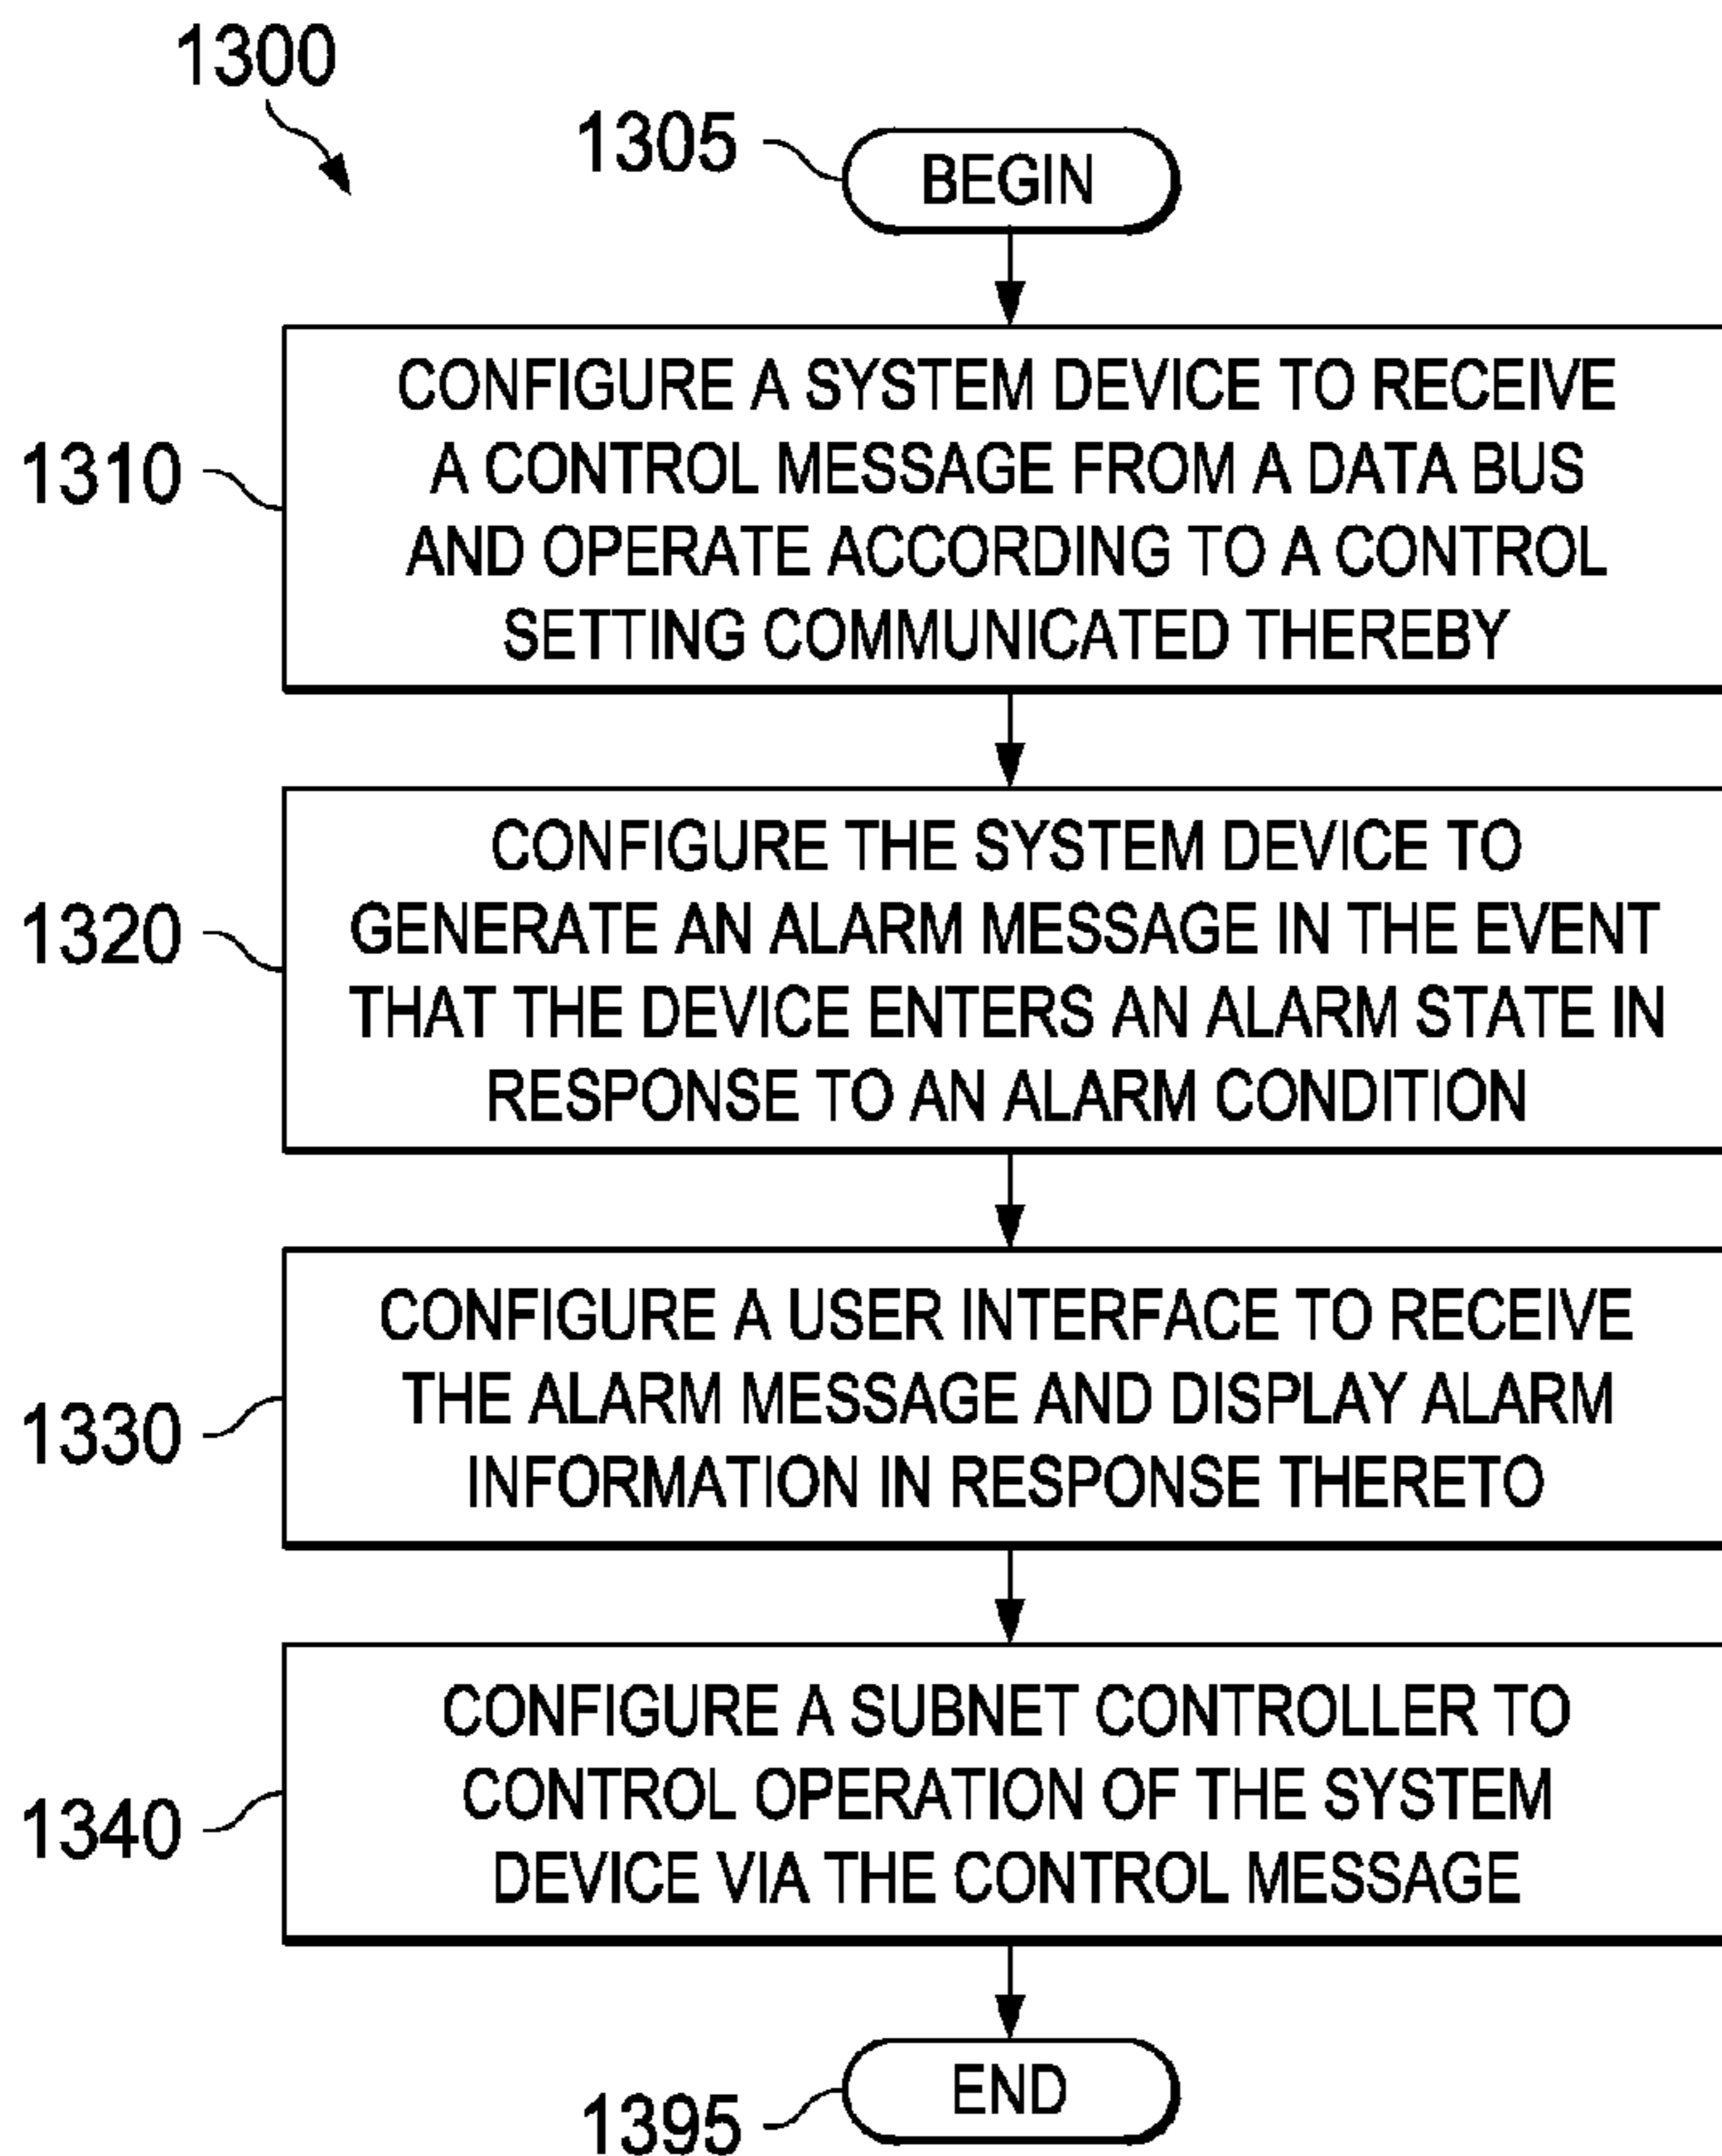 1300
1305
BEGIN
CONFIGURE A SYSTEM DEVICE TO RECEIVE
A CONTROL MESSAGE FROM A DATA BUS
AND OPERATE ACCORDING TO A CONTROL
SETTING COMMUNICATED THEREBY
1310
CONFIGURE THE SYSTEM DEVICE TO
GENERATE AN ALARM MESSAGE IN THE EVENT
THAT THE DEVICE ENTERS AN ALARM STATE IN
RESPONSE TO AN ALARM CONDITION
1320
CONFIGURE A USER INTERFACE TO RECEIVE
THE ALARM MESSAGE AND DISPLAY ALARM
INFORMATION IN RESPONSE THERETO
1330
CONFIGURE A SUBNET CONTROLLER TO
CONTROL OPERATION OF THE SYSTEM
DEVICE VIA THE CONTROL MESSAGE
1340
END
1395